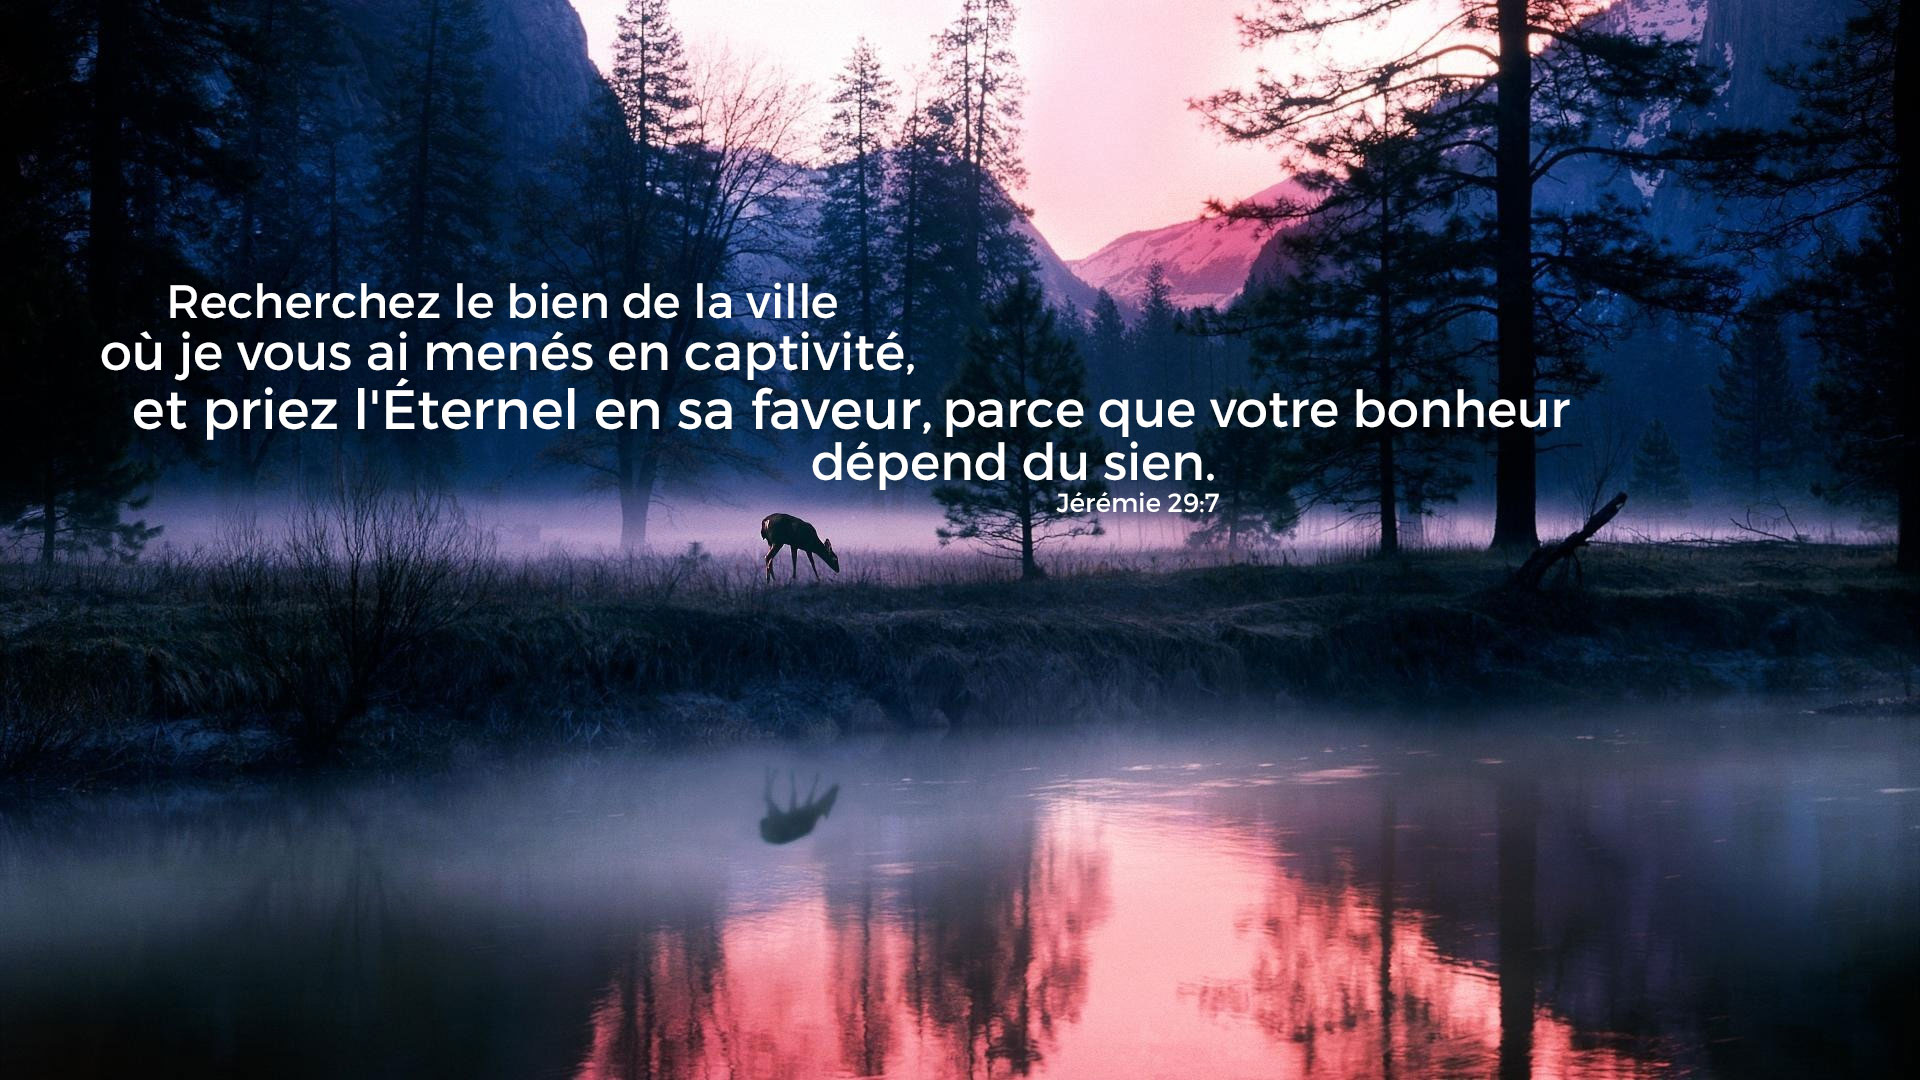 Recherchez le bien de la ville
où je vous ai menés en captivité,
et priez l'Éternel en sa faveur, parce que votre bonheur
dépend du sien.
Jérémie 29:7